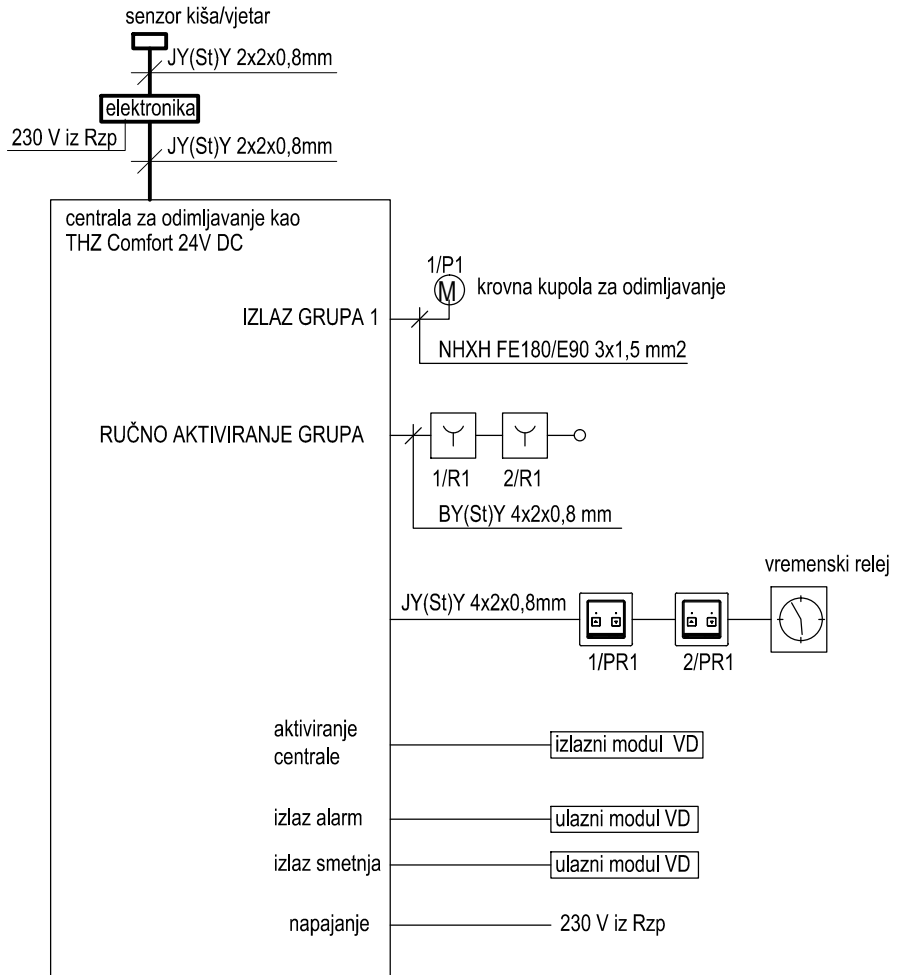 senzor kiša/vjetar
JY(St)Y 2x2x0,8mm
elektronika
230 V iz Rzp
JY(St)Y 2x2x0,8mm
centrala za odimljavanje kao
THZ Comfort 24V DC
1/P1
M
krovna kupola za odimljavanje
IZLAZ GRUPA 1
NHXH FE180/E90 3x1,5 mm2
RUČNO AKTIVIRANJE GRUPA
1/R1
2/R1
BY(St)Y 4x2x0,8 mm
vremenski relej
JY(St)Y 4x2x0,8mm
1/PR1
2/PR1
aktiviranje
centrale
izlazni modul VD
izlaz alarm
ulazni modul VD
izlaz smetnja
ulazni modul VD
napajanje
230 V iz Rzp